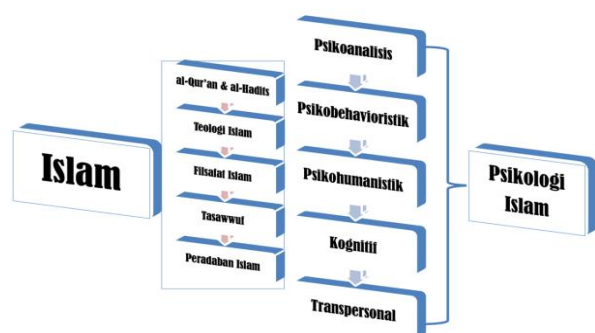 Islam
al-Qur'an & al-Hadits
Teologi Islam
Filsafat Islam
Tasawwuf
Peradaban Islam
Psikoanalisis
Psikobehavioristik
Psikohumanistik
Kognitif
Transpersonal
Psikologi
Islam